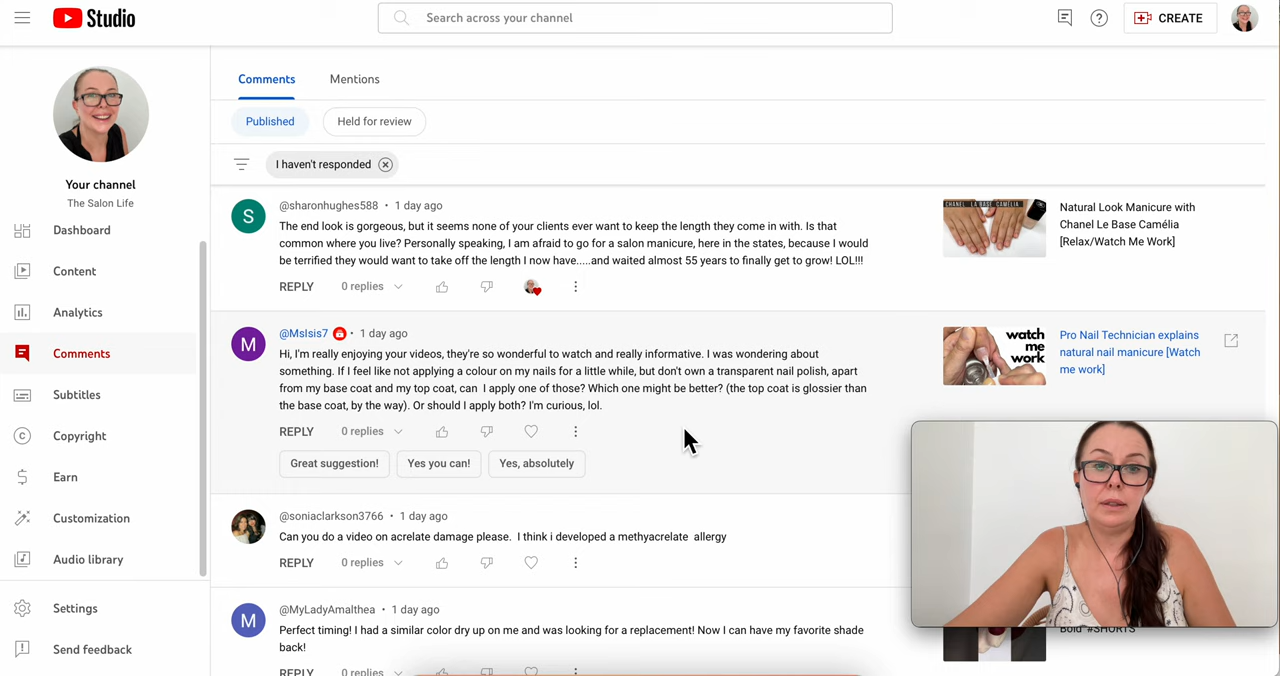 Studio
Search across your channel
CREATE
Your channel
The Salon Life
Dashboard
Content
Analytics
Comments
Subtitles
Copyright
Earn
Customization
Audio library
Settings
Send feedback
Comments
Mentions
Published
Held for review
I haven't responded
S
@sharonhughes588 • 1 day ago
The end look is gorgeous, but it seems none of your clients ever want to keep the length they come in with. Is that
common where you live? Personally speaking, I am afraid to go for a salon manicure, here in the states, because I would
be terrified they would want to take off the length I now have.....and waited almost 55 years to finally get to grow! LOL!!!
REPLY
0 replies
CHANEL LA BASE CAMÉLIA
Natural Look Manicure with
Chanel Le Base Camélia
[Relax/Watch Me Work]
M
@MsIsis7 • 1 day ago
Hi, I'm really enjoying your videos, they're so wonderful to watch and really informative. I was wondering about
something. If I feel like not applying a colour on my nails for a little while, but don't own a transparent nail polish, apart
from my base coat and my top coat, can I apply one of those? Which one might be better? (the top coat is glossier than
the base coat, by the way). Or should I apply both? I'm curious, lol.
REPLY
0 replies
Great suggestion!
Yes you can!
Yes, absolutely
watch
me
work
Pro Nail Technician explains
natural nail manicure [Watch
me work]
@soniaclarkson3766 • 1 day ago
Can you do a video on acrelate damage please. I think i developed a methyacrelate allergy
REPLY
0 replies
M
@MyLadyAmalthea • 1 day ago
Perfect timing! I had a similar color dry up on me and was looking for a replacement! Now I can have my favorite shade
back!
REPLY
0 replies
Bold #SHORTS